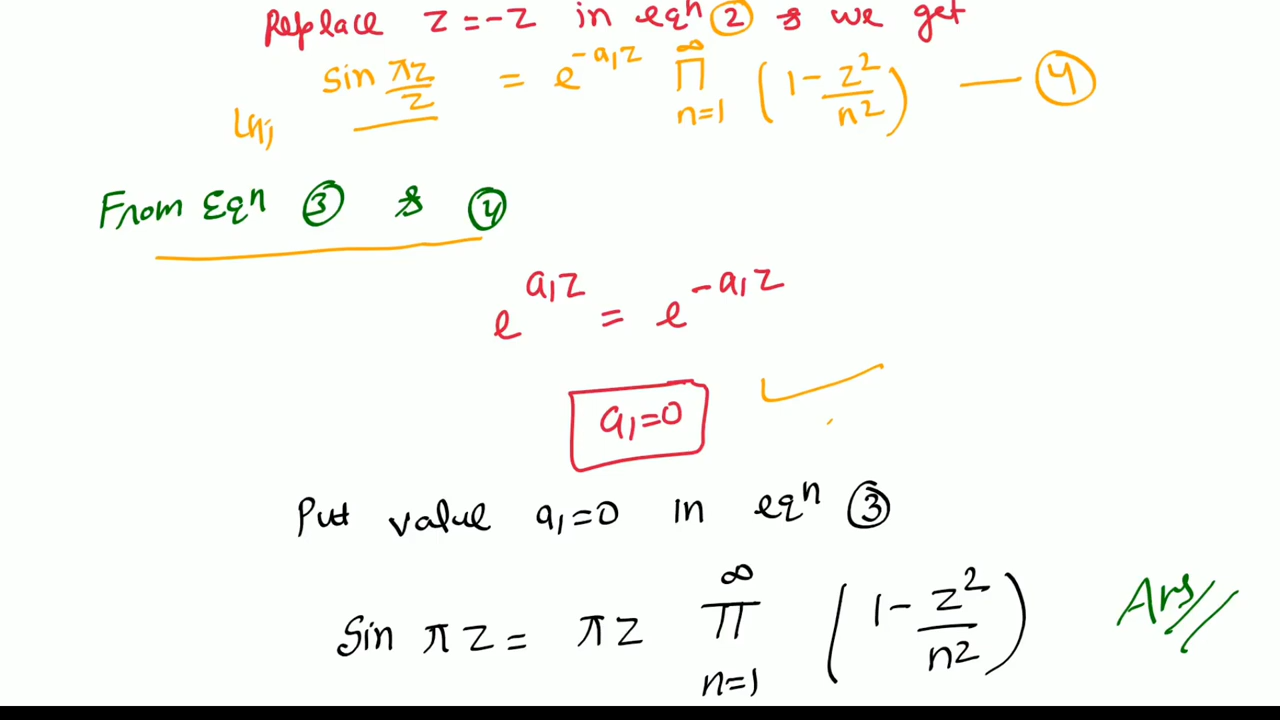 Replace z = -z in eqⁿ ② & we get
sin πz/z = e^{-a₁z} ∏_{n=1}^{∞} (1 - z²/n²) — ④
From Eqⁿ ③ & ④
e^{a₁z} = e^{-a₁z}
a₁=0
Put value a₁=0 in eqⁿ ③
Sin πz = πz ∏_{n=1}^{∞} (1 - z²/n²) Ans//